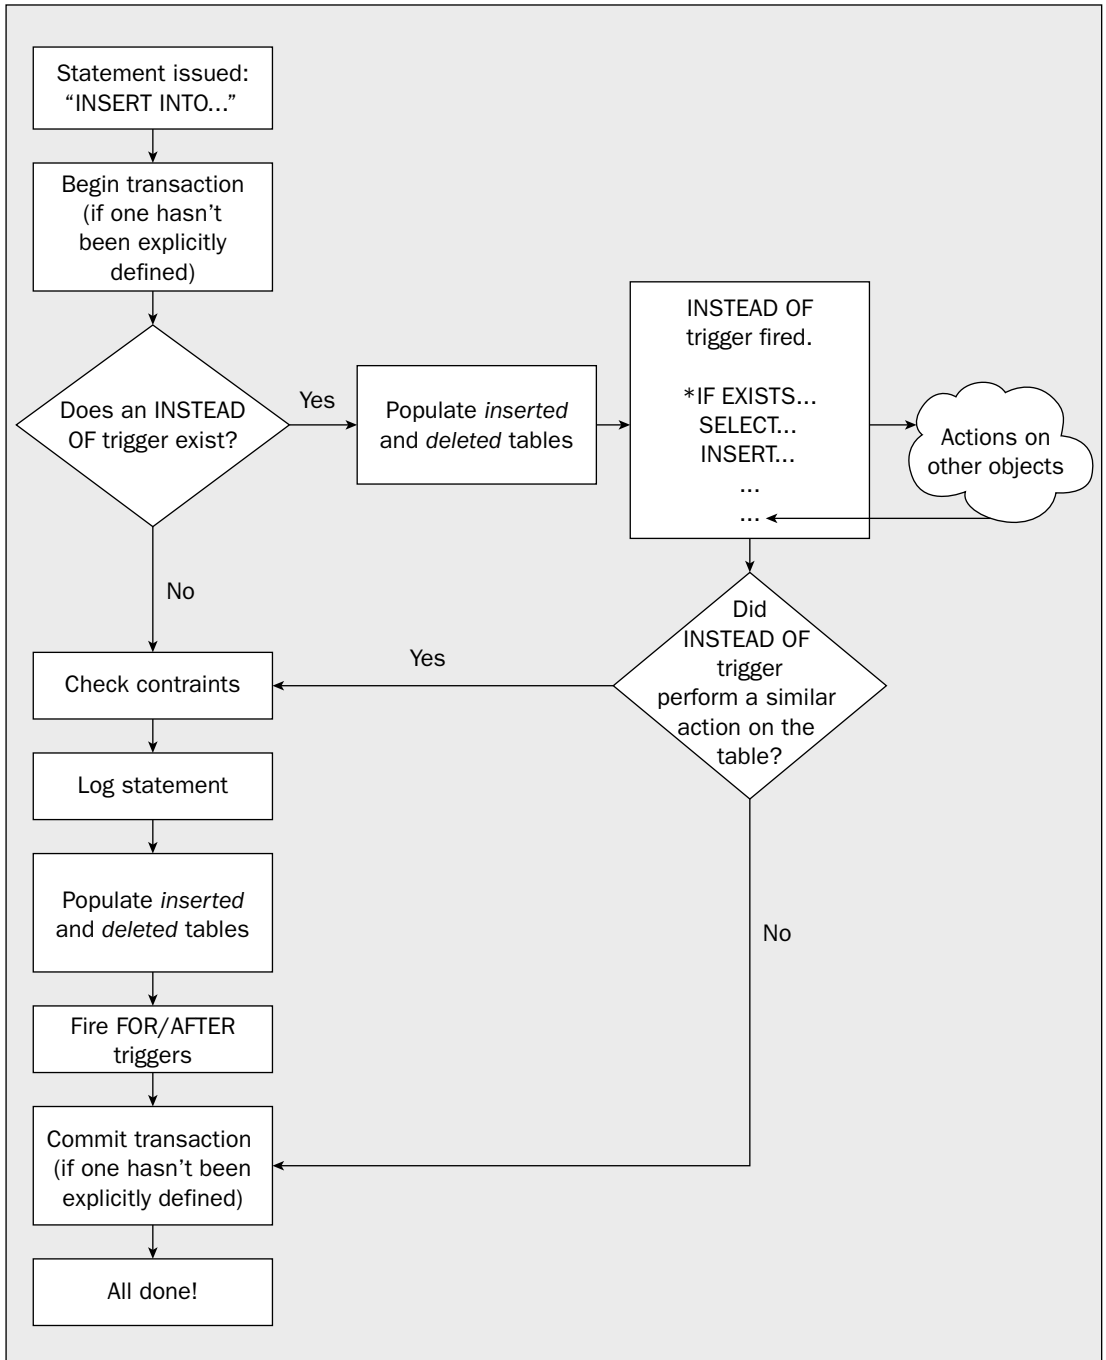 Statement issued:
“INSERT INTO...”
Begin transaction
(if one hasn’t
been explicitly
defined)
Does an INSTEAD
OF trigger exist?
Yes
Populate inserted
and deleted tables
INSTEAD OF
trigger fired.
*IF EXISTS...
SELECT...
INSERT...
...
...
Actions on
other objects
No
Did
INSTEAD OF
trigger
perform a similar
action on the
table?
Yes
Check contraints
Log statement
Populate inserted
and deleted tables
No
Fire FOR/AFTER
triggers
Commit transaction
(if one hasn’t been
explicitly defined)
All done!